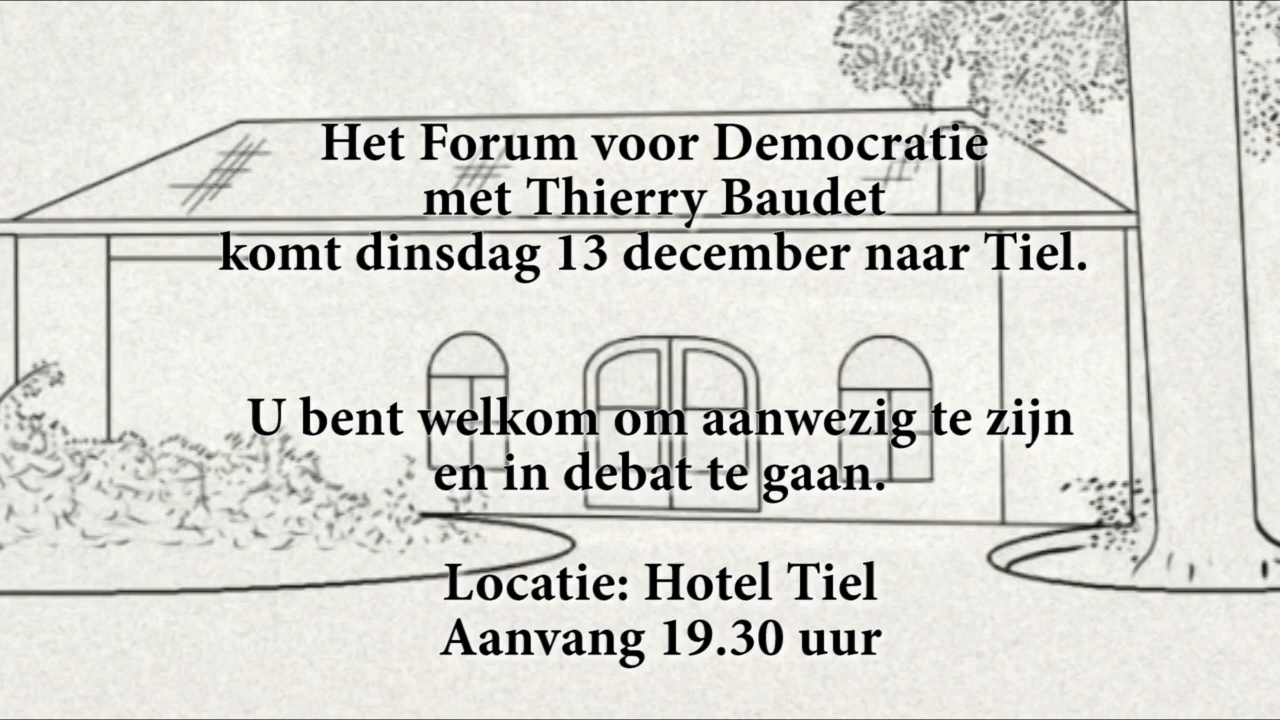 Het Forum voor Democratie
met Thierry Baudet
komt dinsdag 13 december naar Tiel.
U bent welkom om aanwezig te zijn
en in debat te gaan.
Locatie: Hotel Tiel
Aanvang 19.30 uur